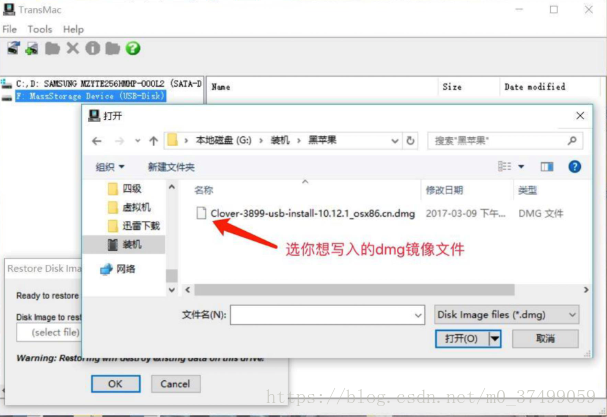 TransMac
File Tools Help
C:,D: SAMSUNG MZYTE256HMHP-000L2 (SATA-D
F: MassStorage Device (USB-Disk)
Name Size Date modified
打开
本地磁盘 (G:) > 装机 > 黑苹果
搜索"黑苹果"
组织 新建文件夹
四级
虚拟机
迅雷下载
装机
网络
名称 修改日期 类型
Clover-3899-usb-install-10.12.1_osx86.cn.dmg 2017-03-09 下午... DMG 文件
选你想写入的dmg镜像文件
文件名(N): Disk Image files (*.dmg)
打开(O) 取消
Restore Disk Ima
Ready to restore
Disk Image to rest
(select file)
Warning: Restoring will destroy existing data on this drive.
OK Cancel
https://blog.csdn.net/m0_37199059